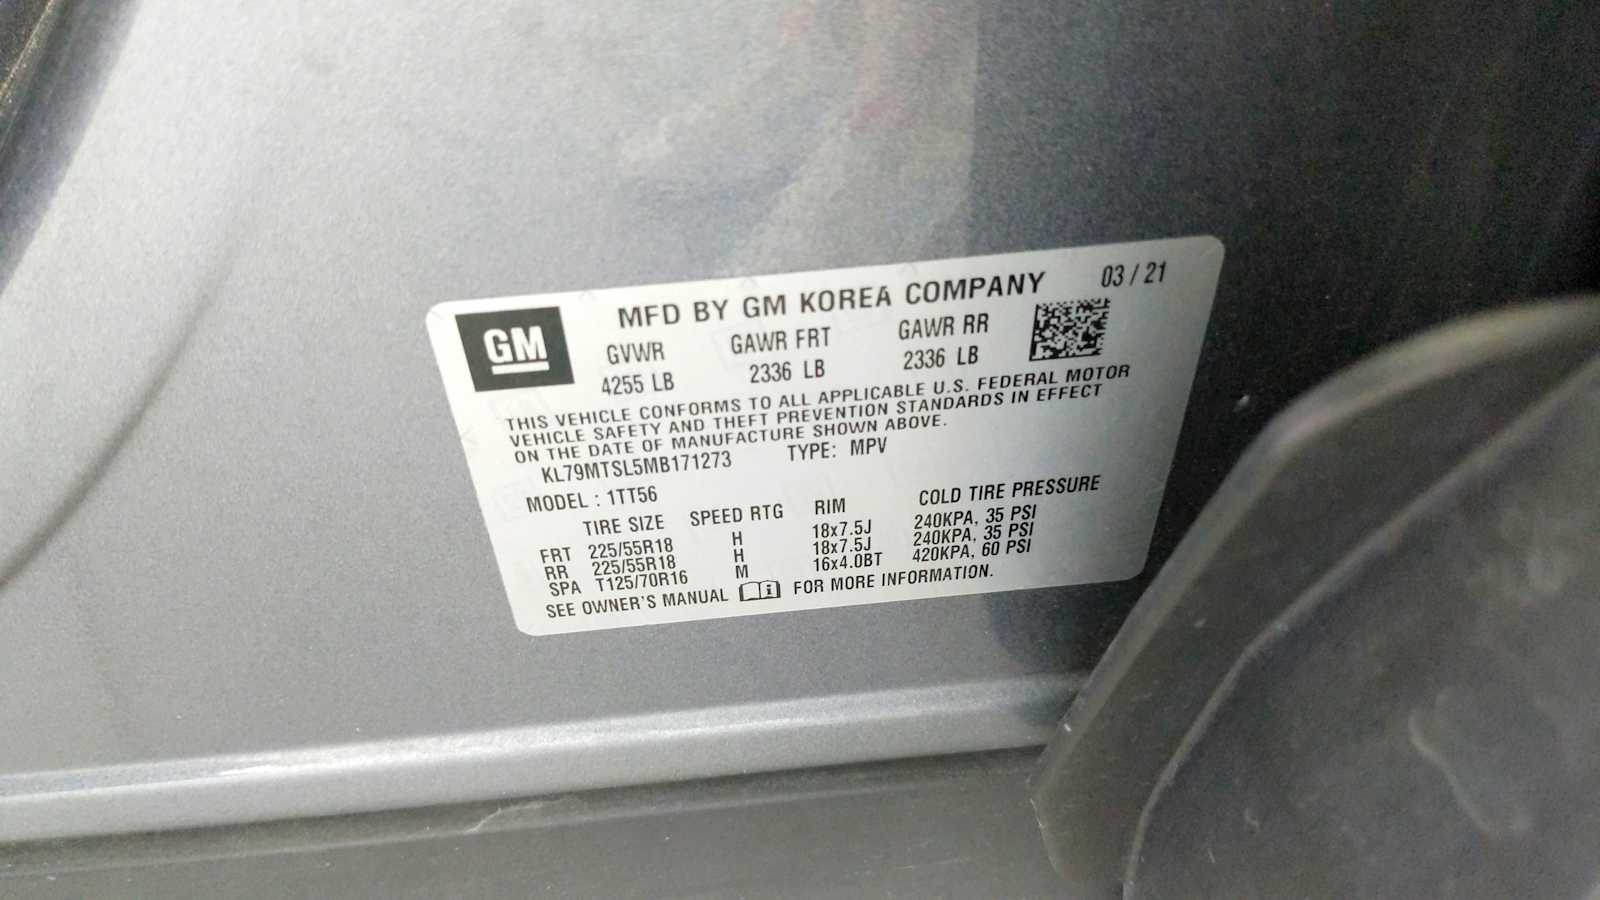 GM
MFD BY GM KOREA COMPANY 03 / 21
GVWR GAWR FRT GAWR RR
4255 LB 2336 LB 2336 LB
THIS VEHICLE CONFORMS TO ALL APPLICABLE U.S. FEDERAL MOTOR
VEHICLE SAFETY AND THEFT PREVENTION STANDARDS IN EFFECT
ON THE DATE OF MANUFACTURE SHOWN ABOVE.
KL79MTSL5MB171273 TYPE: MPV
MODEL : 1TT56
TIRE SIZE SPEED RTG RIM COLD TIRE PRESSURE
FRT 225/55R18 H 18x7.5J 240KPA, 35 PSI
RR 225/55R18 H 18x7.5J 240KPA, 35 PSI
SPA T125/70R16 M 16x4.0BT 420KPA, 60 PSI
SEE OWNER'S MANUAL i FOR MORE INFORMATION.